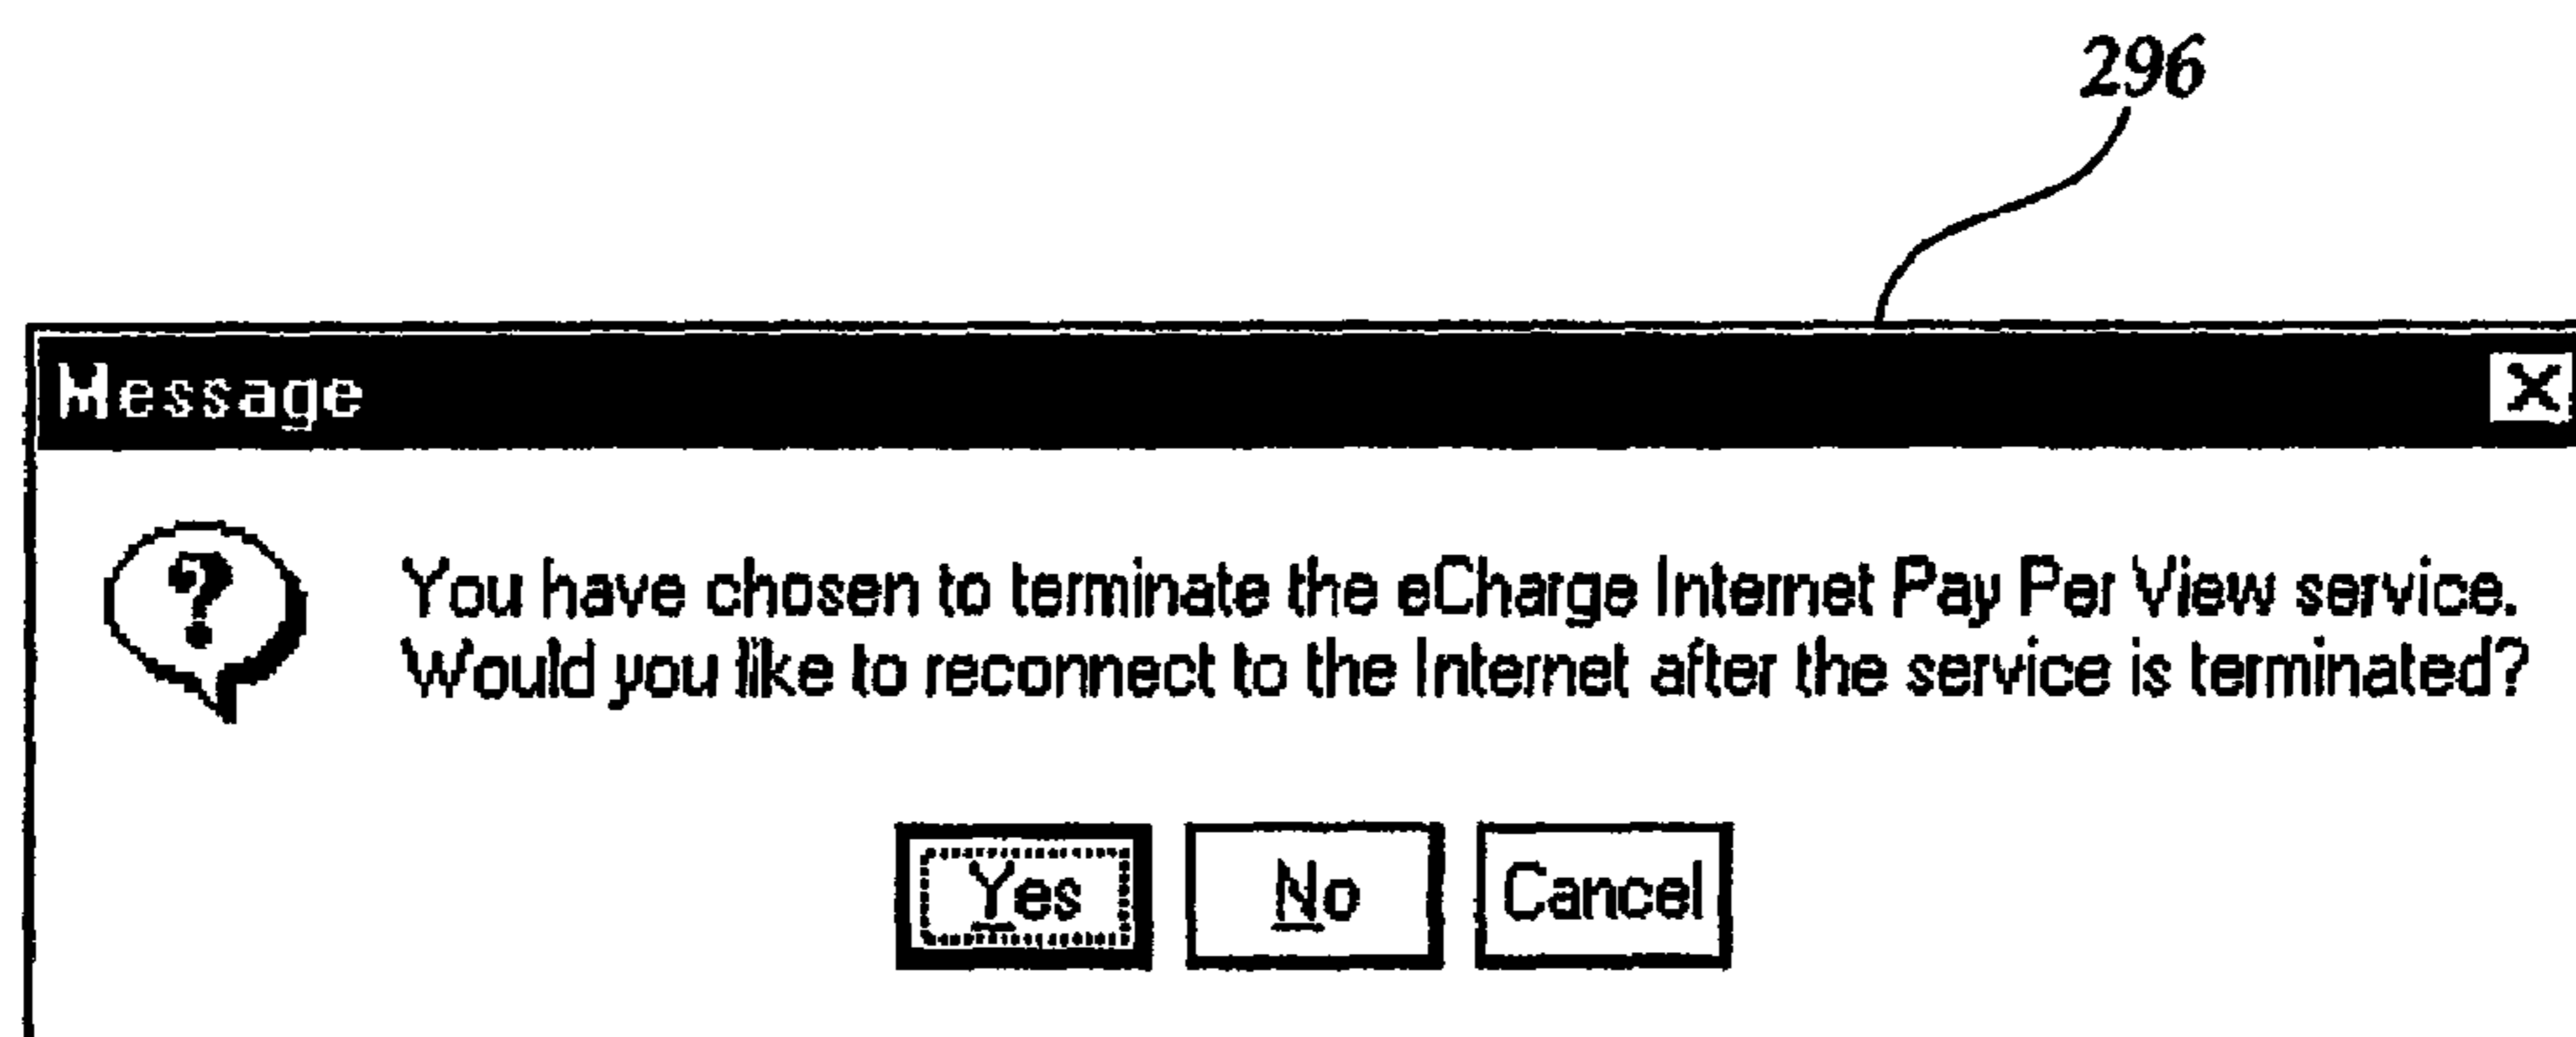 296
Message
?
You have chosen to terminate the eCharge Internet Pay Per View service.
Would you like to reconnect to the Internet after the service is terminated?
Yes No Cancel